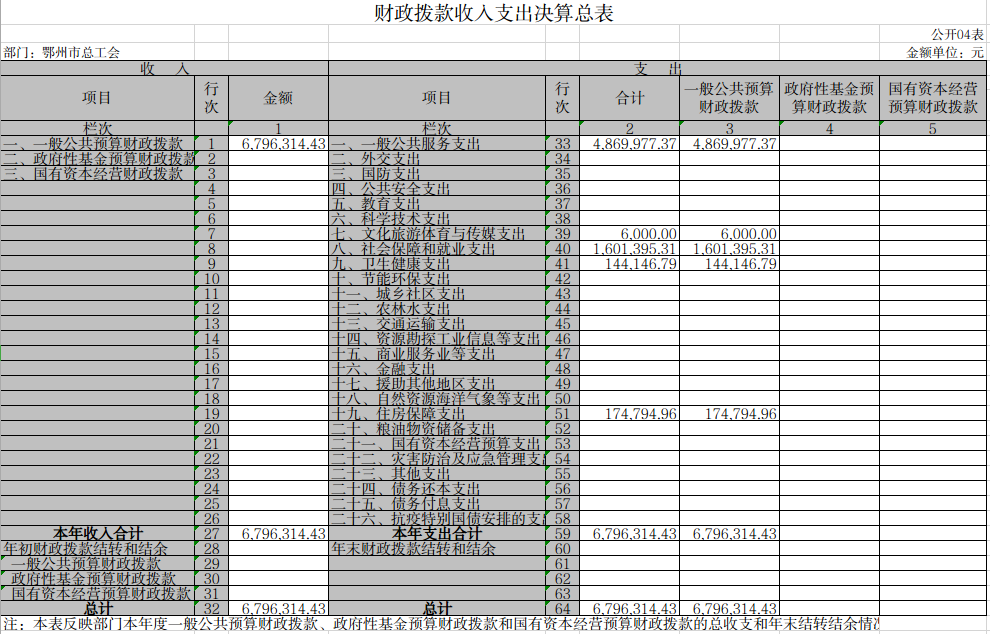 财政拨款收入支出决算总表
公开04表
部门：鄂州市总工会 金额单位：元
收 入 支 出
项目 行次 金额 项目 行次 合计 一般公共预算财政拨款 政府性基金预算财政拨款 国有资本经营预算财政拨款
栏次 1 栏次 2 3 4 5
一、一般公共预算财政拨款 1 6,796,314.43 一、一般公共服务支出 33 4,869,977.37 4,869,977.37
二、政府性基金预算财政拨款 2 二、外交支出 34
三、国有资本经营财政拨款 3 三、国防支出 35
4 四、公共安全支出 36
5 五、教育支出 37
6 六、科学技术支出 38
7 七、文化旅游体育与传媒支出 39 6,000.00 6,000.00
8 八、社会保障和就业支出 40 1,601,395.31 1,601,395.31
9 九、卫生健康支出 41 144,146.79 144,146.79
10 十、节能环保支出 42
11 十一、城乡社区支出 43
12 十二、农林水支出 44
13 十三、交通运输支出 45
14 十四、资源勘探工业信息等支出 46
15 十五、商业服务业等支出 47
16 十六、金融支出 48
17 十七、援助其他地区支出 49
18 十八、自然资源海洋气象等支出 50
19 十九、住房保障支出 51 174,794.96 174,794.96
20 二十、粮油物资储备支出 52
21 二十一、国有资本经营预算支出 53
22 二十二、灾害防治及应急管理支 54
23 二十三、其他支出 55
24 二十四、债务还本支出 56
25 二十五、债务付息支出 57
26 二十六、抗疫特别国债安排的支 58
本年收入合计 27 6,796,314.43 本年支出合计 59 6,796,314.43 6,796,314.43
年初财政拨款结转和结余 28 年末财政拨款结转和结余 60
一般公共预算财政拨款 29 61
政府性基金预算财政拨款 30 62
国有资本经营预算财政拨款 31 63
总计 32 6,796,314.43 总计 64 6,796,314.43 6,796,314.43
注：本表反映部门本年度一般公共预算财政拨款、政府性基金预算财政拨款和国有资本经营预算财政拨款的总收支和年末结转结余情